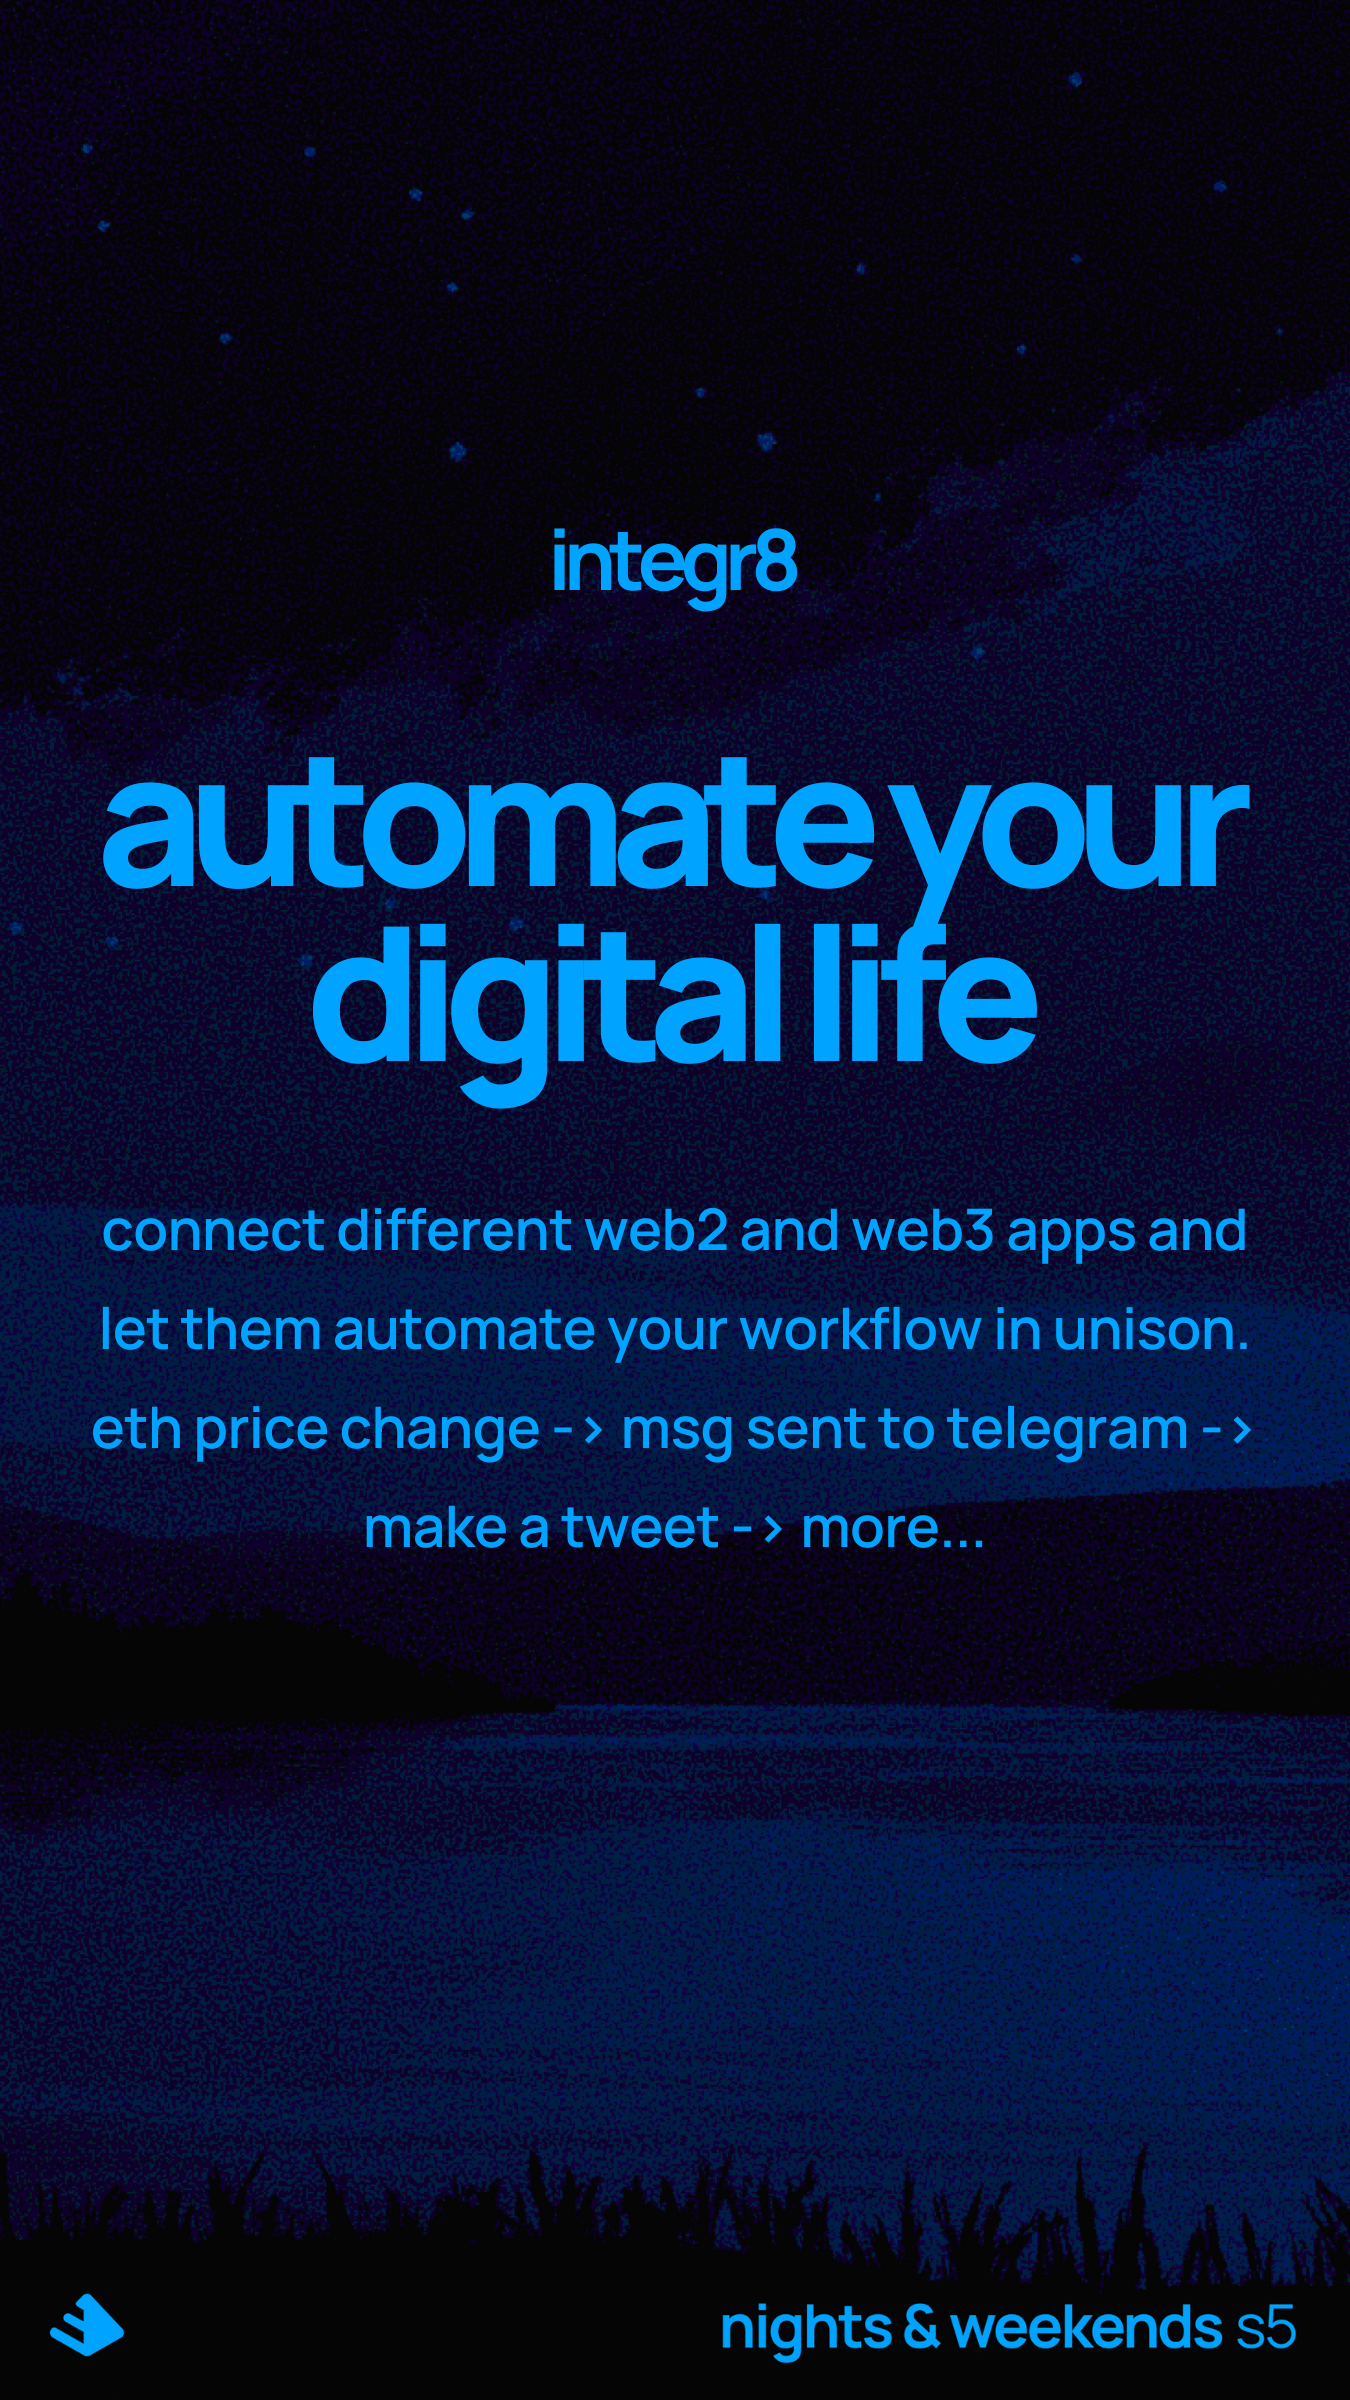 integr8
automate your
digital life
connect different web2 and web3 apps and
let them automate your workflow in unison.
eth price change -> msg sent to telegram ->
make a tweet -> more...
nights & weekends s5